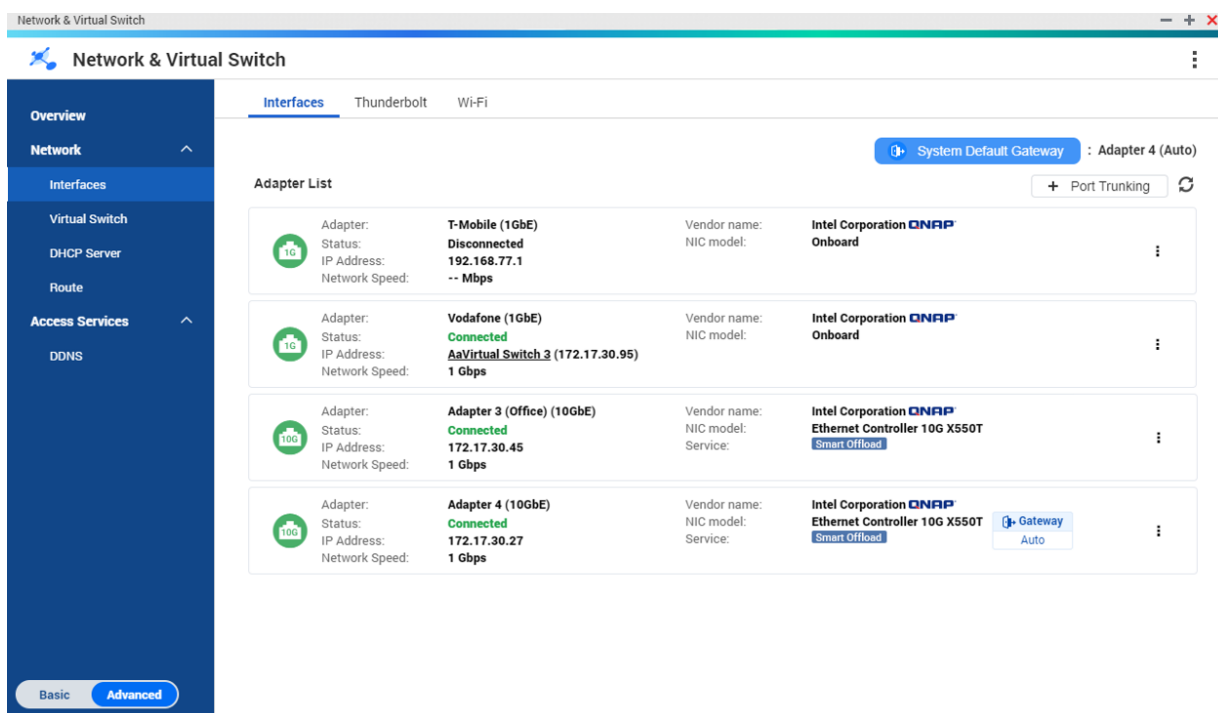 Network & Virtual Switch
Network & Virtual Switch
Overview
Network
Interfaces
Virtual Switch
DHCP Server
Route
Access Services
DDNS
Basic Advanced
Interfaces Thunderbolt Wi-Fi
System Default Gateway : Adapter 4 (Auto)
Adapter List
+ Port Trunking
1G
Adapter: T-Mobile (1GbE) Vendor name: Intel Corporation QNAP
Status: Disconnected NIC model: Onboard
IP Address: 192.168.77.1
Network Speed: -- Mbps
1G
Adapter: Vodafone (1GbE) Vendor name: Intel Corporation QNAP
Status: Connected NIC model: Onboard
IP Address: AaVirtual Switch 3 (172.17.30.95)
Network Speed: 1 Gbps
10G
Adapter: Adapter 3 (Office) (10GbE) Vendor name: Intel Corporation QNAP
Status: Connected NIC model: Ethernet Controller 10G X550T
IP Address: 172.17.30.45 Service: Smart Offload
Network Speed: 1 Gbps
10G
Adapter: Adapter 4 (10GbE) Vendor name: Intel Corporation QNAP
Status: Connected NIC model: Ethernet Controller 10G X550T Gateway
IP Address: 172.17.30.27 Service: Smart Offload Auto
Network Speed: 1 Gbps